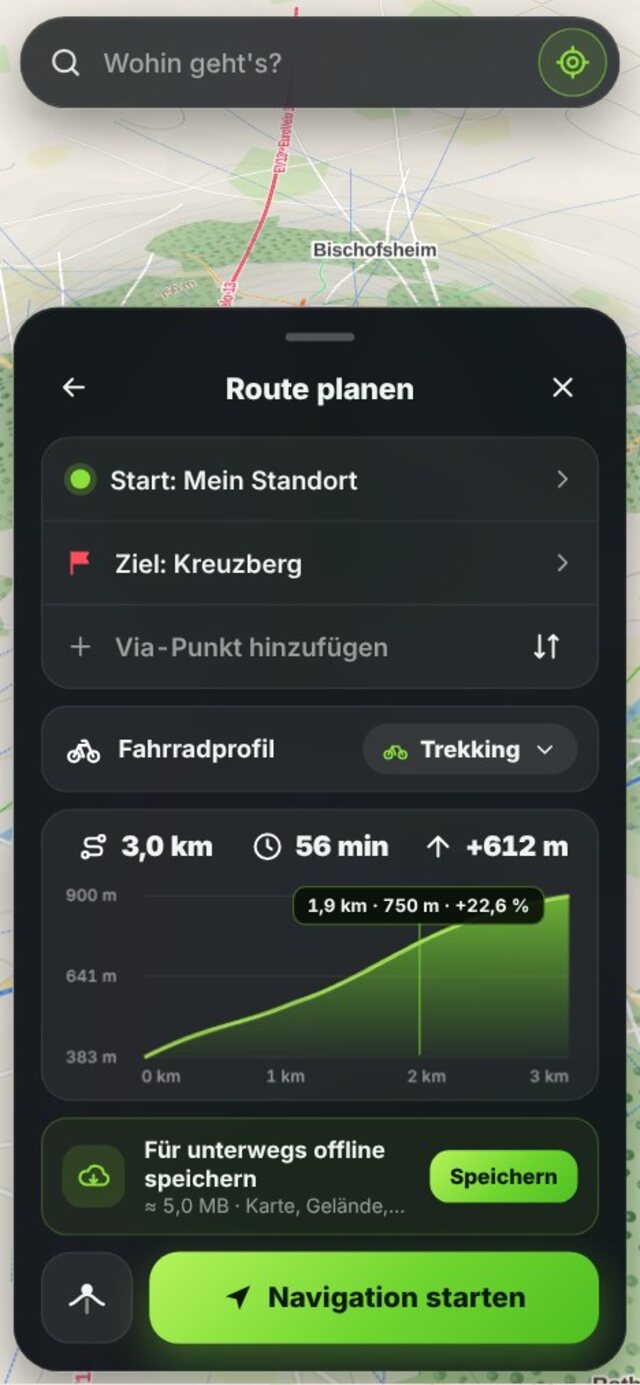 Wohin geht's?
Bischofsheim
Route planen
Start: Mein Standort
Ziel: Kreuzberg
Via-Punkt hinzufügen
Fahrradprofil
Trekking
3,0 km
56 min
+612 m
900 m
1,9 km · 750 m · +22,6 %
641 m
383 m
0 km
1 km
2 km
3 km
Für unterwegs offline
speichern
≈ 5,0 MB · Karte, Gelände,...
Speichern
Navigation starten